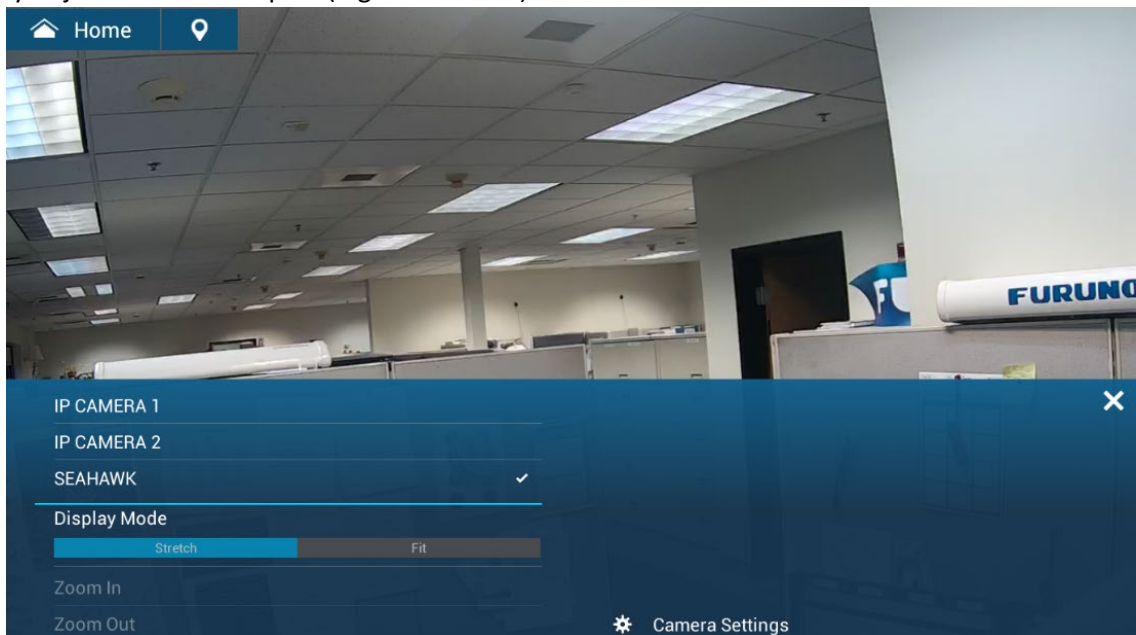 Home
FURUNO
IP CAMERA 1
IP CAMERA 2
SEAHAWK
Display Mode
Stretch Fit
Zoom In
Zoom Out
Camera Settings